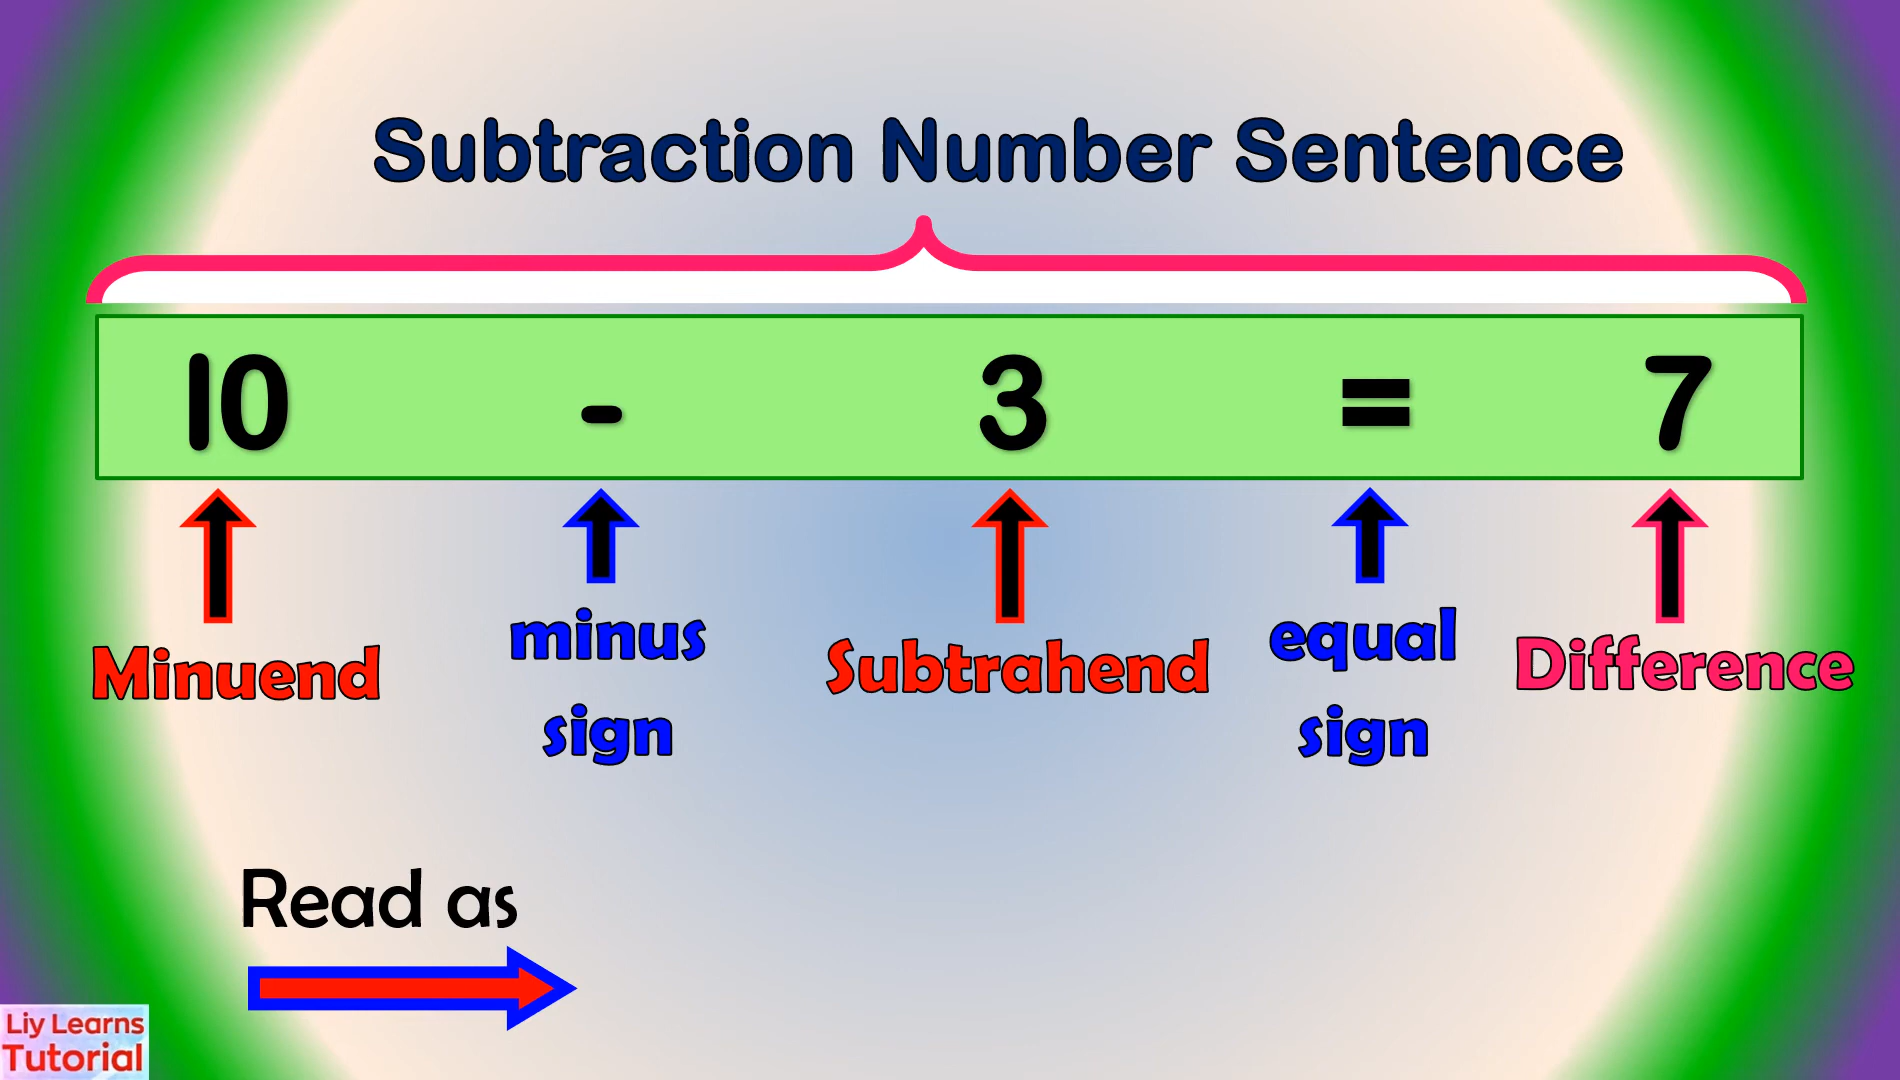 Subtraction Number Sentence
10 - 3 = 7
Minuend
minus
sign
Subtrahend
equal
sign
Difference
Read as
Liy Learns
Tutorial